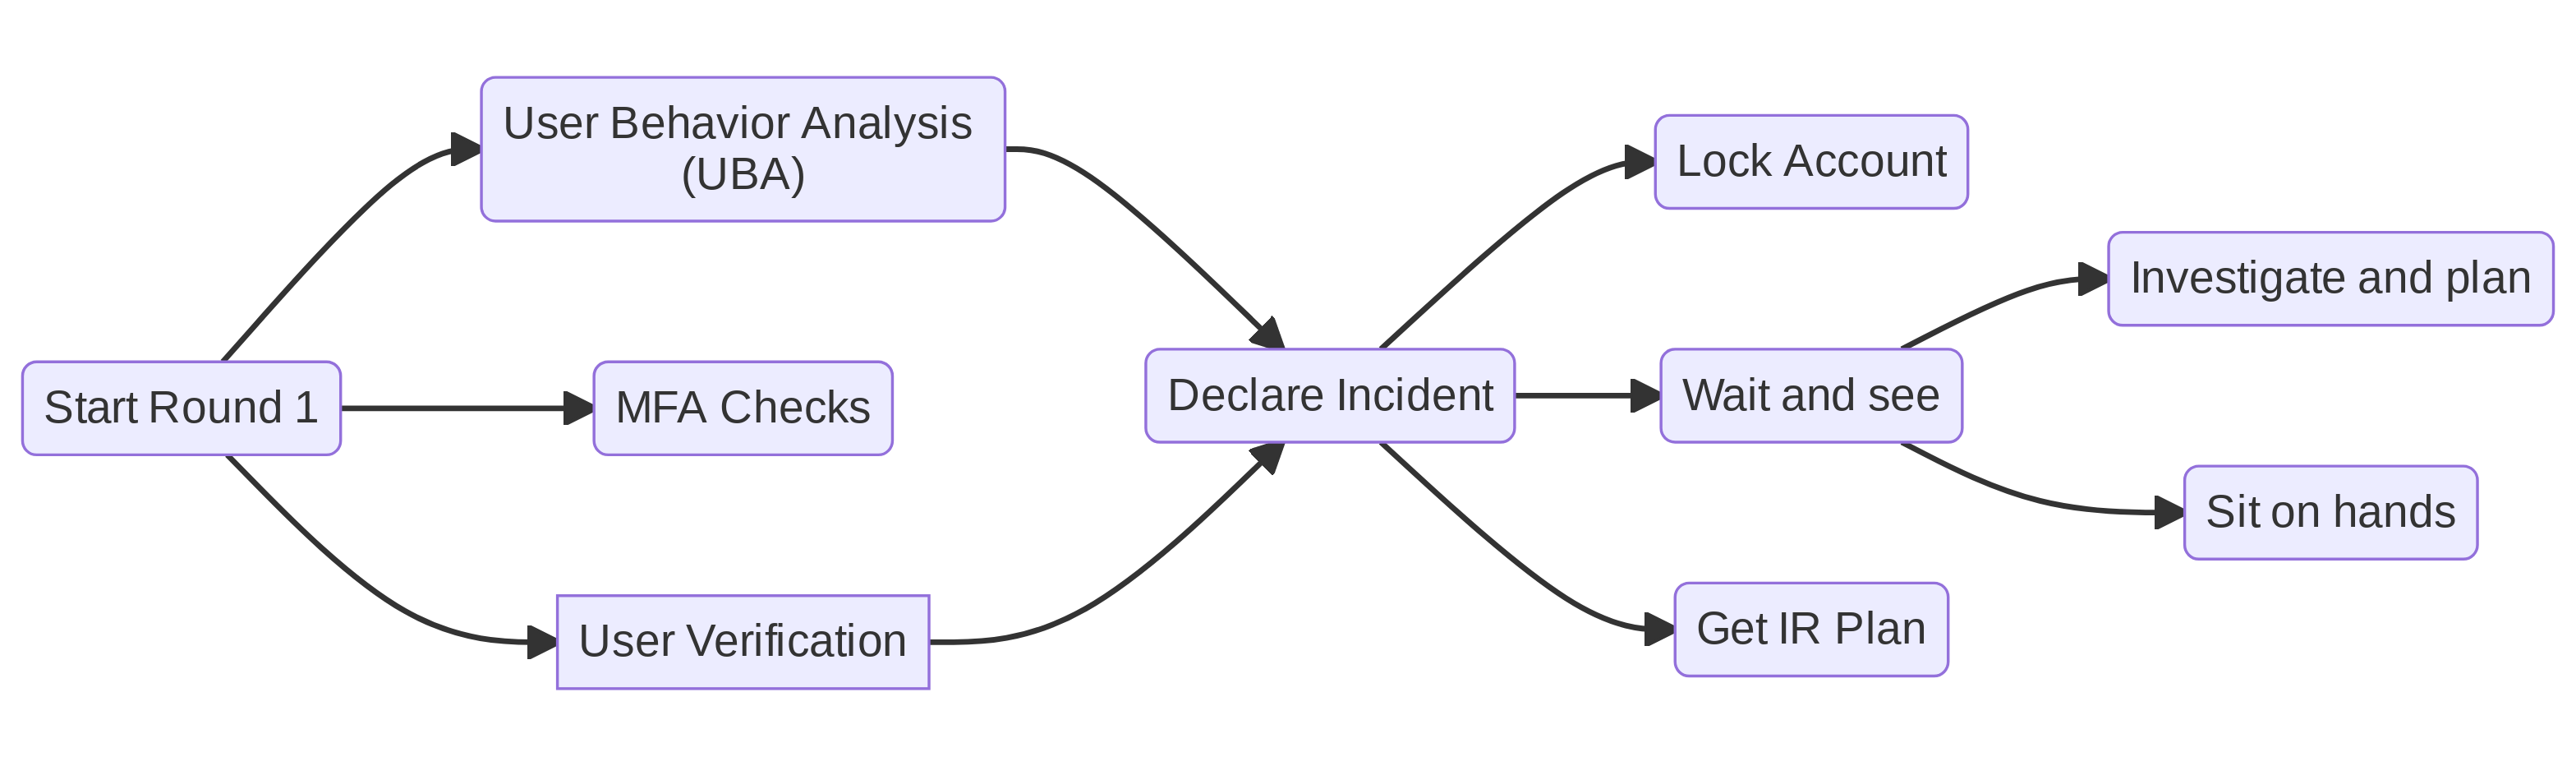 Start Round 1
User Behavior Analysis
(UBA)
MFA Checks
User Verification
Declare Incident
Lock Account
Wait and see
Get IR Plan
Investigate and plan
Sit on hands